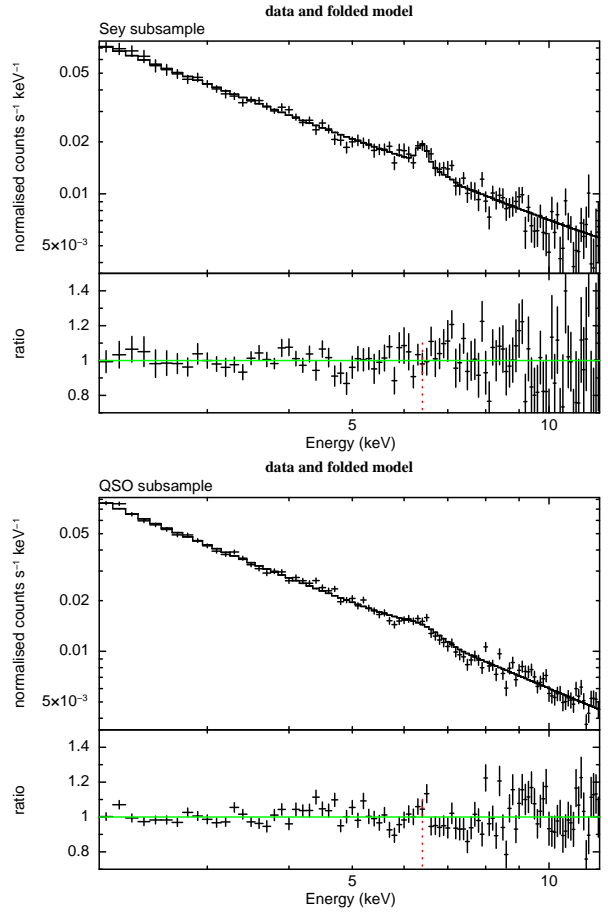 data and folded model
Sey subsample
normalised counts s⁻¹ keV⁻¹
0.05
0.02
0.01
5×10⁻³
ratio
1.4
1.2
1
0.8
5
10
Energy (keV)
data and folded model
QSO subsample
normalised counts s⁻¹ keV⁻¹
0.05
0.02
0.01
5×10⁻³
ratio
1.4
1.2
1
0.8
5
10
Energy (keV)